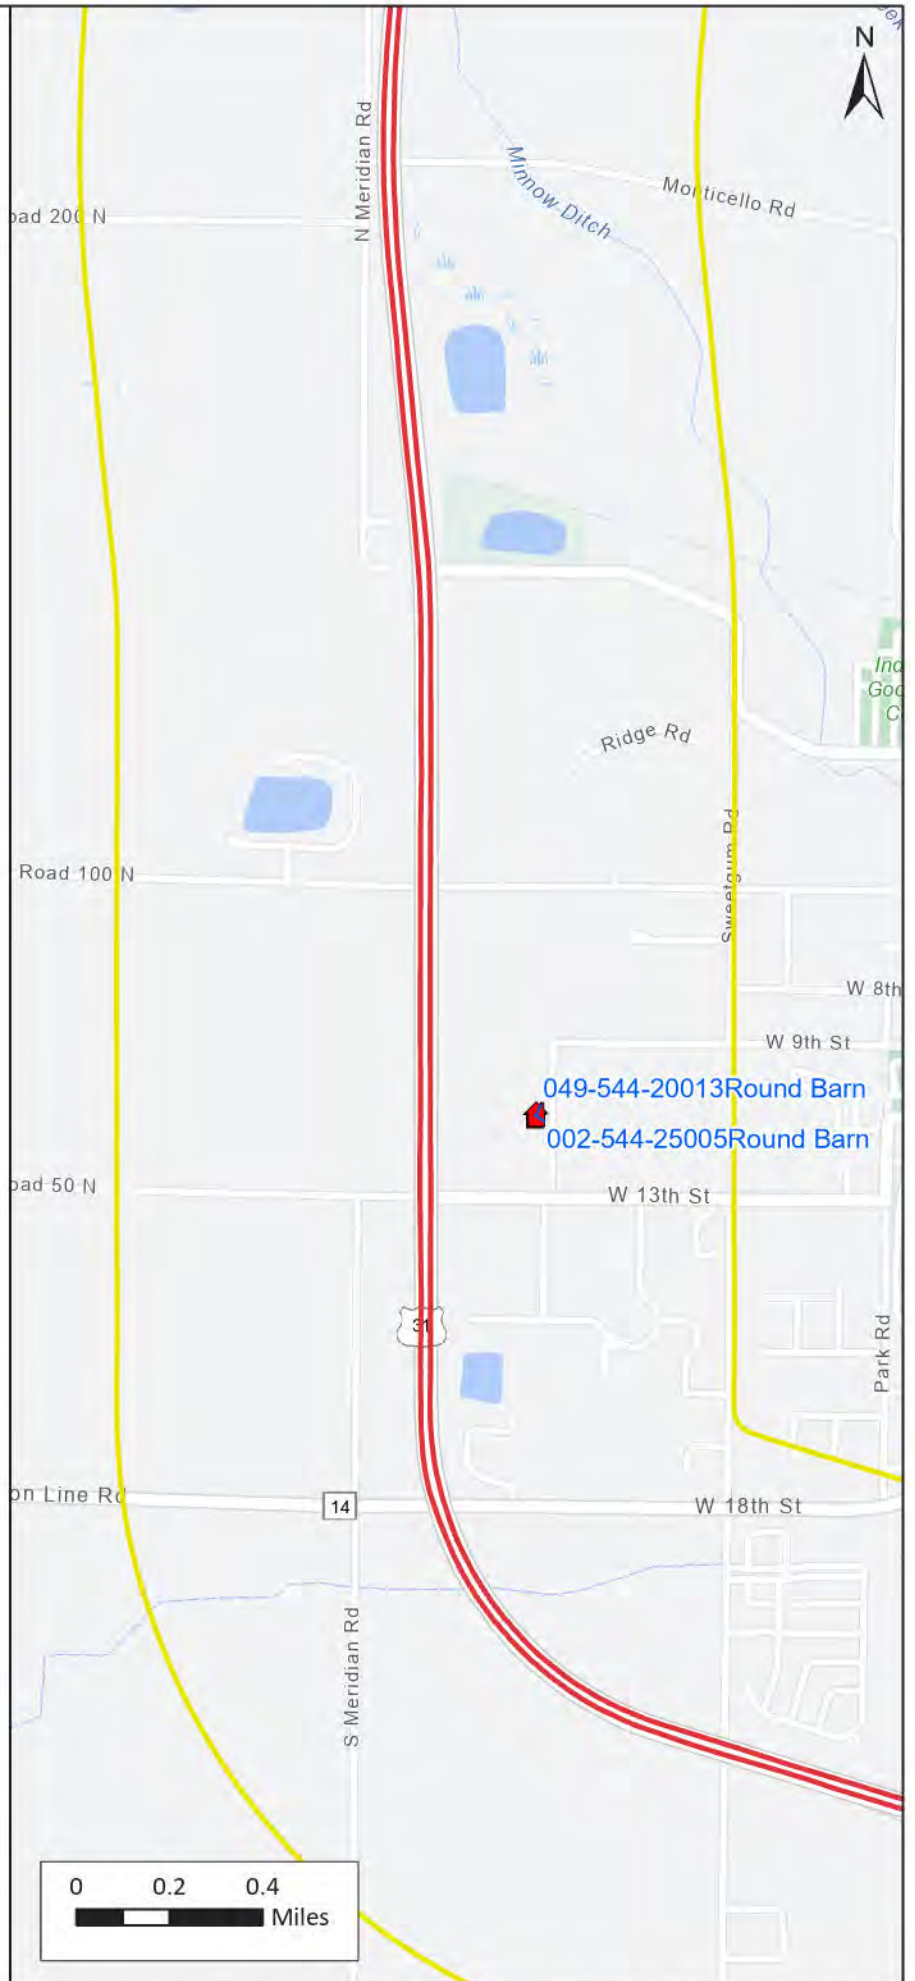 N
N Meridian Rd
Minnow Ditch
Monticello Rd
oad 200 N
Ridge Rd
Sweetgum Rd
Road 100 N
W 8th
W 9th St
049-544-20013Round Barn
002-544-25005Round Barn
oad 50 N
W 13th St
31
Park Rd
on Line Rd
14
W 18th St
S Meridian Rd
0 0.2 0.4
Miles